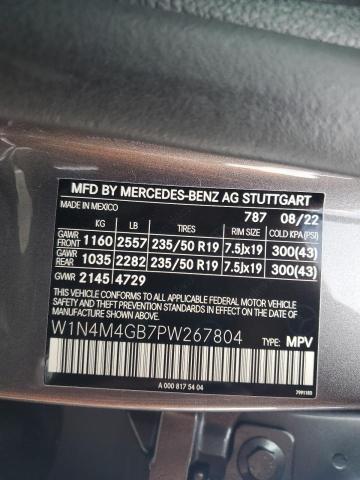 MFD BY MERCEDES-BENZ AG STUTTGART
MADE IN MEXICO 787 08/22
KG LB TIRES RIM SIZE COLD KPA(PSI)
GAWR FRONT 1160 2557 235/50 R19 7.5Jx19 300(43)
GAWR REAR 1035 2282 235/50 R19 7.5Jx19 300(43)
GVWR 2145 4729
THIS VEHICLE CONFORMS TO ALL APPLICABLE U.S. FEDERAL MOTOR VEHICLE
SAFETY AND THEFT PREVENTION STANDARDS IN EFFECT ON THE DATE OF
MANUFACTURE SHOWN ABOVE.
W1N4M4GB7PW267804
TYPE: MPV
A 000 817 54 04